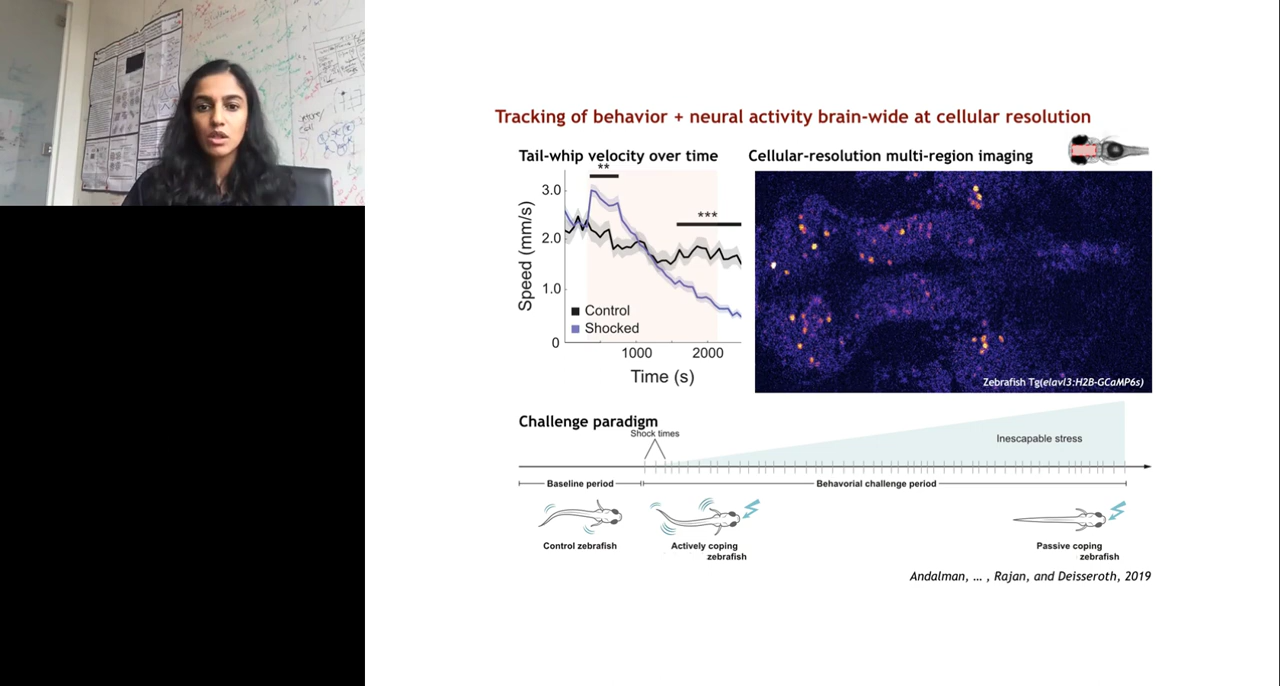 Tracking of behavior + neural activity brain-wide at cellular resolution
Tail-whip velocity over time
Cellular-resolution multi-region imaging
**
***
3.0
2.0
1.0
0
Speed (mm/s)
Control
Shocked
1000
2000
Time (s)
Zebrafish Tg(elavl3:H2B-GCaMP6s)
Challenge paradigm
Shock times
Inescapable stress
Baseline period
Behavorial challenge period
Control zebrafish
Actively coping
zebrafish
Passive coping
zebrafish
Andalman, ... , Rajan, and Deisseroth, 2019